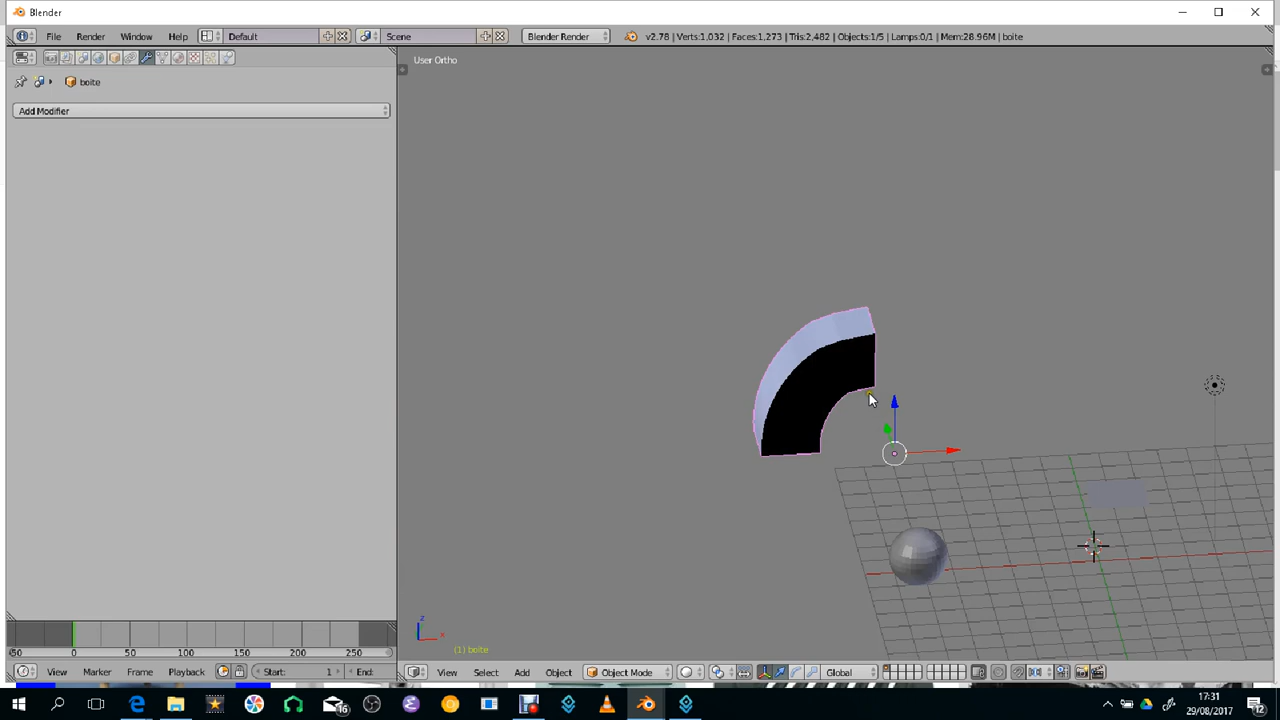 Blender
File Render Window Help Default Scene Blender Render v2.78 | Verts:1,032 | Faces:1,273 | Tris:2,482 | Objects:1/5 | Lamps:0/1 | Mem:28.96M | boite
User Ortho
boite
Add Modifier
z
x
(1) boite
-50 0 50 100 150 200 250
View Marker Frame Playback Start: 1 End: View Select Add Object Object Mode Global
16
17:31
29/08/2017
12